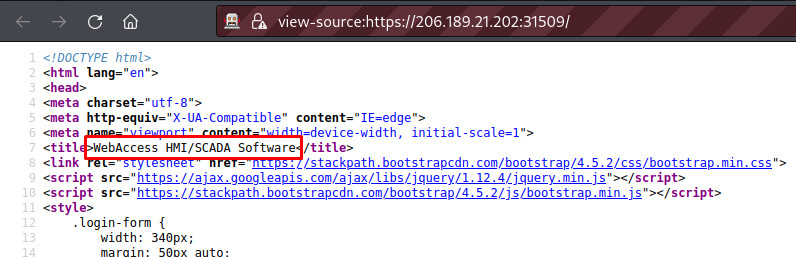 view-source:https://206.189.21.202:31509/
1 <!DOCTYPE html>
2 <html lang="en">
3 <head>
4 <meta charset="utf-8">
5 <meta http-equiv="X-UA-Compatible" content="IE=edge">
6 <meta name="viewport" content="width=device-width, initial-scale=1">
7 <title>WebAccess HMI/SCADA Software</title>
8 <link rel="stylesheet" href="https://stackpath.bootstrapcdn.com/bootstrap/4.5.2/css/bootstrap.min.css">
9 <script src="https://ajax.googleapis.com/ajax/libs/jquery/1.12.4/jquery.min.js"></script>
10 <script src="https://stackpath.bootstrapcdn.com/bootstrap/4.5.2/js/bootstrap.min.js"></script>
11 <style>
12 .login-form {
13 width: 340px;
14 margin: 50px auto;